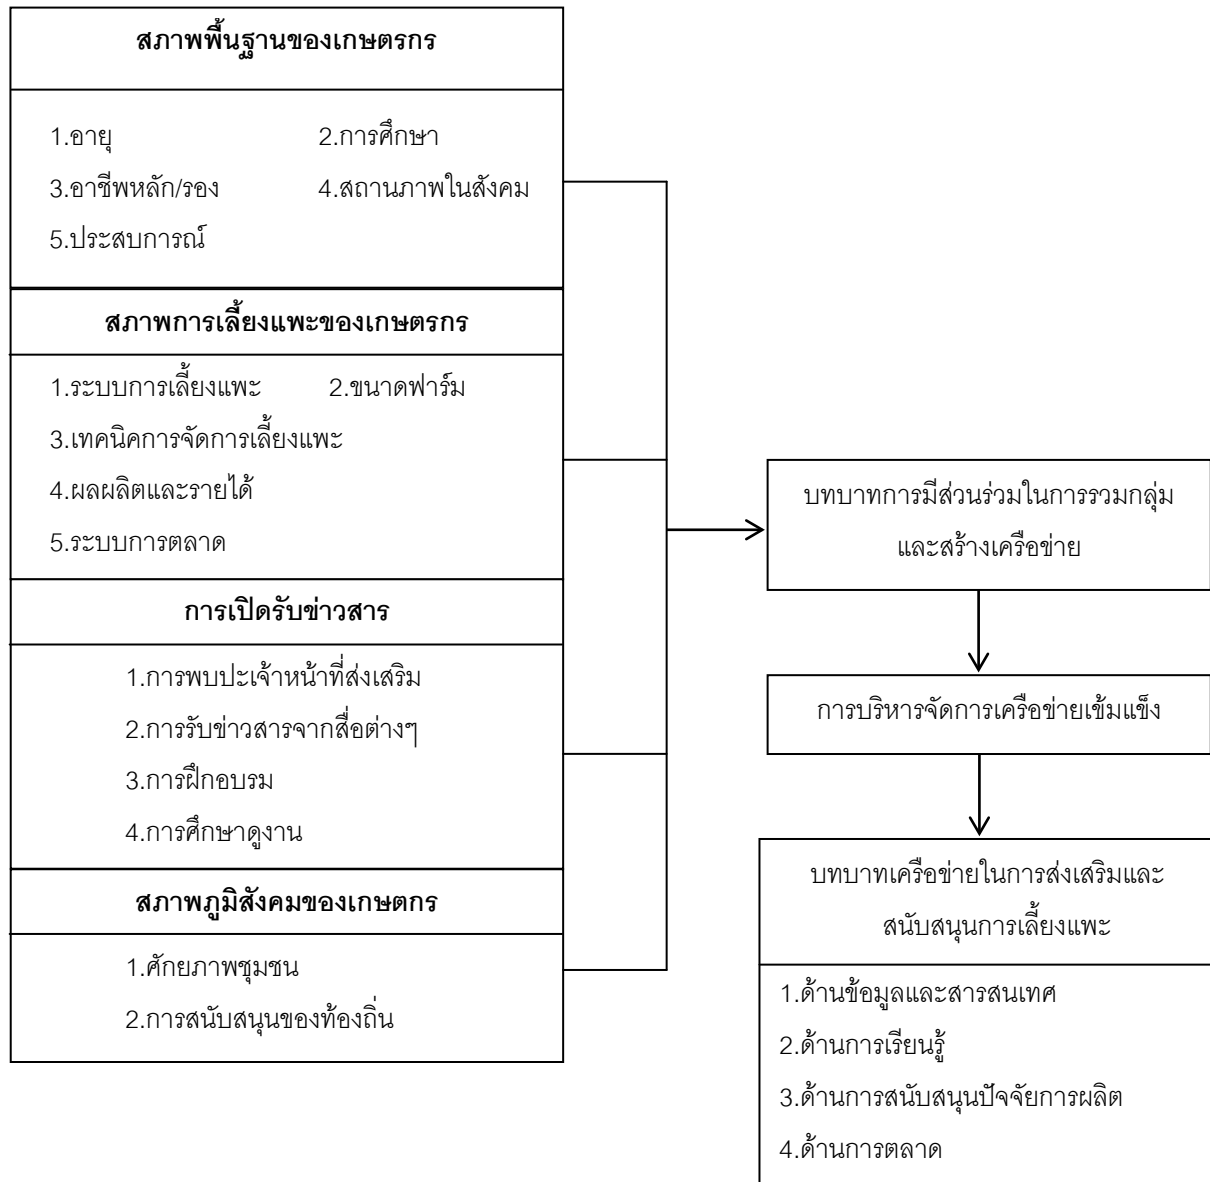 สภาพพื้นฐานของเกษตรกร
1.อายุ 2.การศึกษา
3.อาชีพหลัก/รอง 4.สถานภาพในสังคม
5.ประสบการณ์
สภาพการเลี้ยงแพะของเกษตรกร
1.ระบบการเลี้ยงแพะ 2.ขนาดฟาร์ม
3.เทคนิคการจัดการเลี้ยงแพะ
4.ผลผลิตและรายได้
5.ระบบการตลาด
การเปิดรับข่าวสาร
1.การพบปะเจ้าหน้าที่ส่งเสริม
2.การรับข่าวสารจากสื่อต่างๆ
3.การฝึกอบรม
4.การศึกษาดูงาน
สภาพภูมิสังคมของเกษตกร
1.ศักยภาพชุมชน
2.การสนับสนุนของท้องถิ่น
บทบาทการมีส่วนร่วมในการรวมกลุ่ม
และสร้างเครือข่าย
การบริหารจัดการเครือข่ายเข้มแข็ง
บทบาทเครือข่ายในการส่งเสริมและ
สนับสนุนการเลี้ยงแพะ
1.ด้านข้อมูลและสารสนเทศ
2.ด้านการเรียนรู้
3.ด้านการสนับสนุนปัจจัยการผลิต
4.ด้านการตลาด